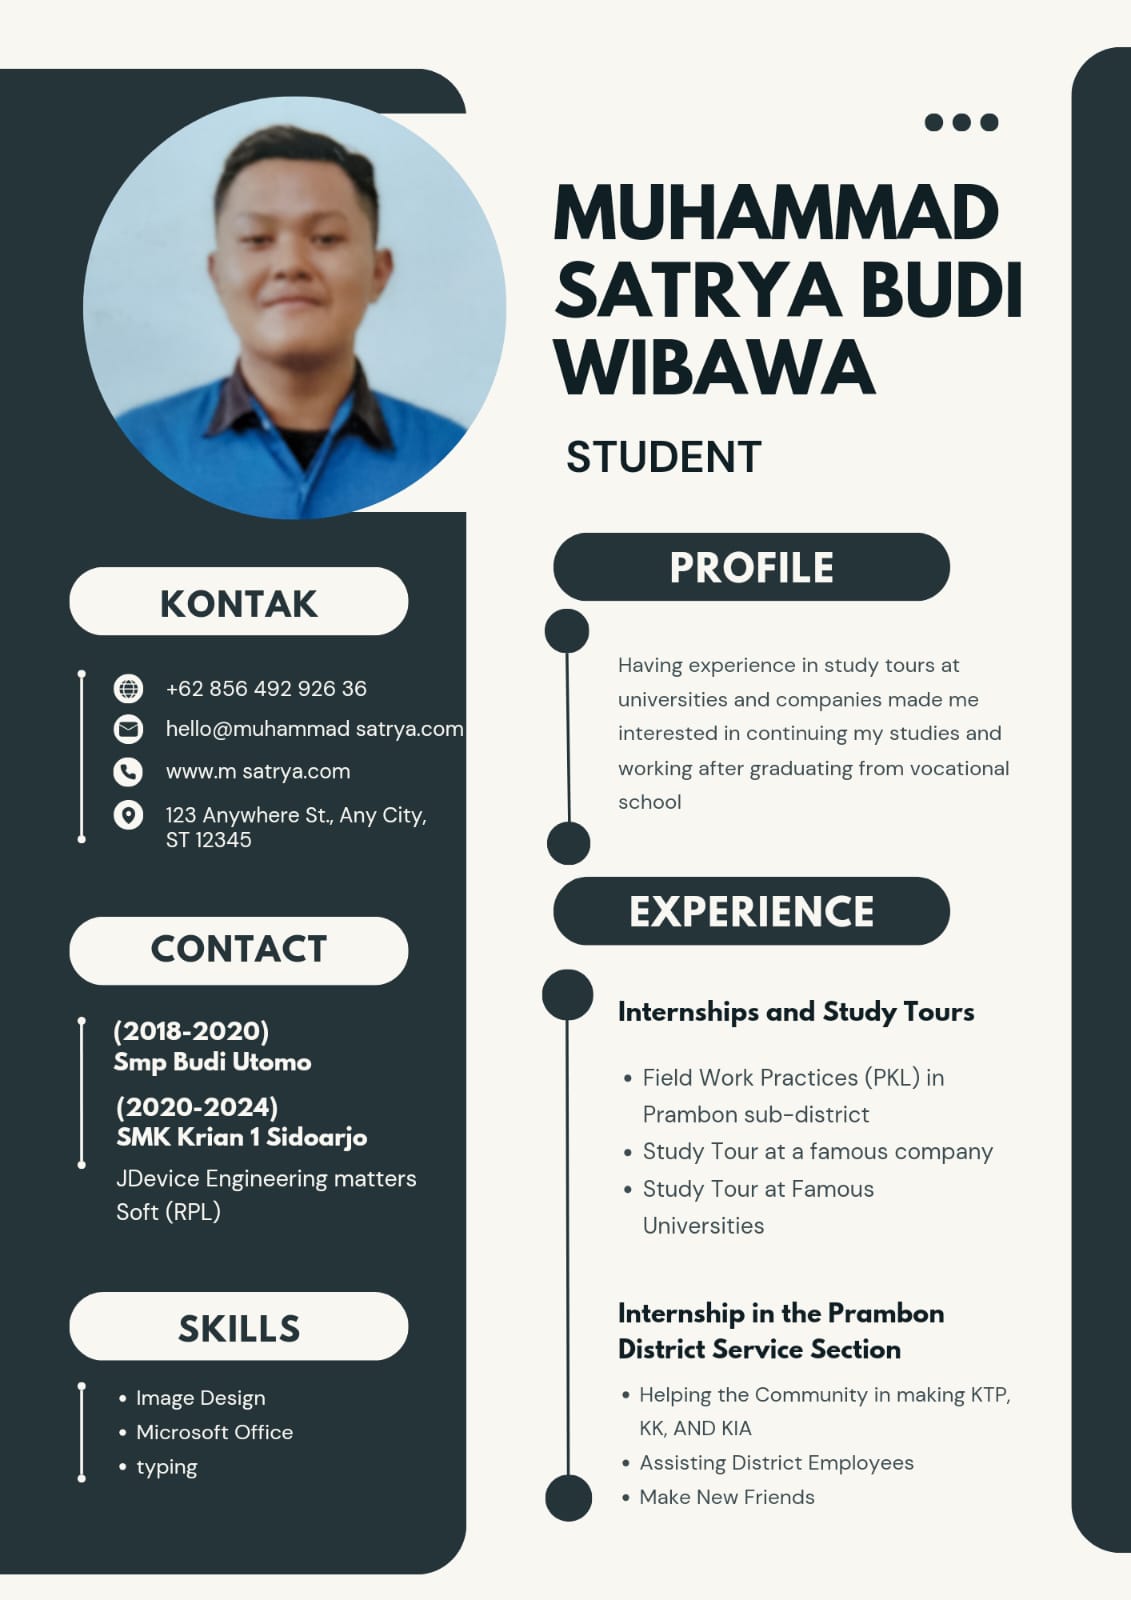 MUHAMMAD
SATRYA BUDI
WIBAWA
STUDENT
KONTAK
+62 856 492 926 36
hello@muhammad satrya.com
www.m satrya.com
123 Anywhere St., Any City,
ST 12345
CONTACT
(2018-2020)
Smp Budi Utomo
(2020-2024)
SMK Krian 1 Sidoarjo
JDevice Engineering matters
Soft (RPL)
SKILLS
• Image Design
• Microsoft Office
• typing
PROFILE
Having experience in study tours at
universities and companies made me
interested in continuing my studies and
working after graduating from vocational
school
EXPERIENCE
Internships and Study Tours
• Field Work Practices (PKL) in
Prambon sub-district
• Study Tour at a famous company
• Study Tour at Famous
Universities
Internship in the Prambon
District Service Section
• Helping the Community in making KTP,
KK, AND KIA
• Assisting District Employees
• Make New Friends